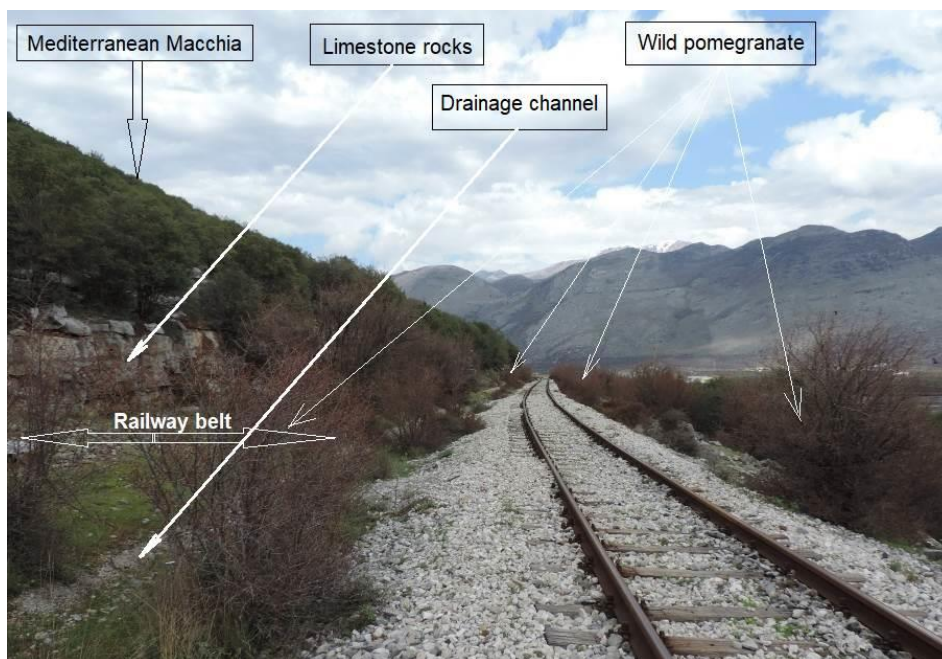 Mediterranean Macchia
Limestone rocks
Wild pomegranate
Drainage channel
Railway belt